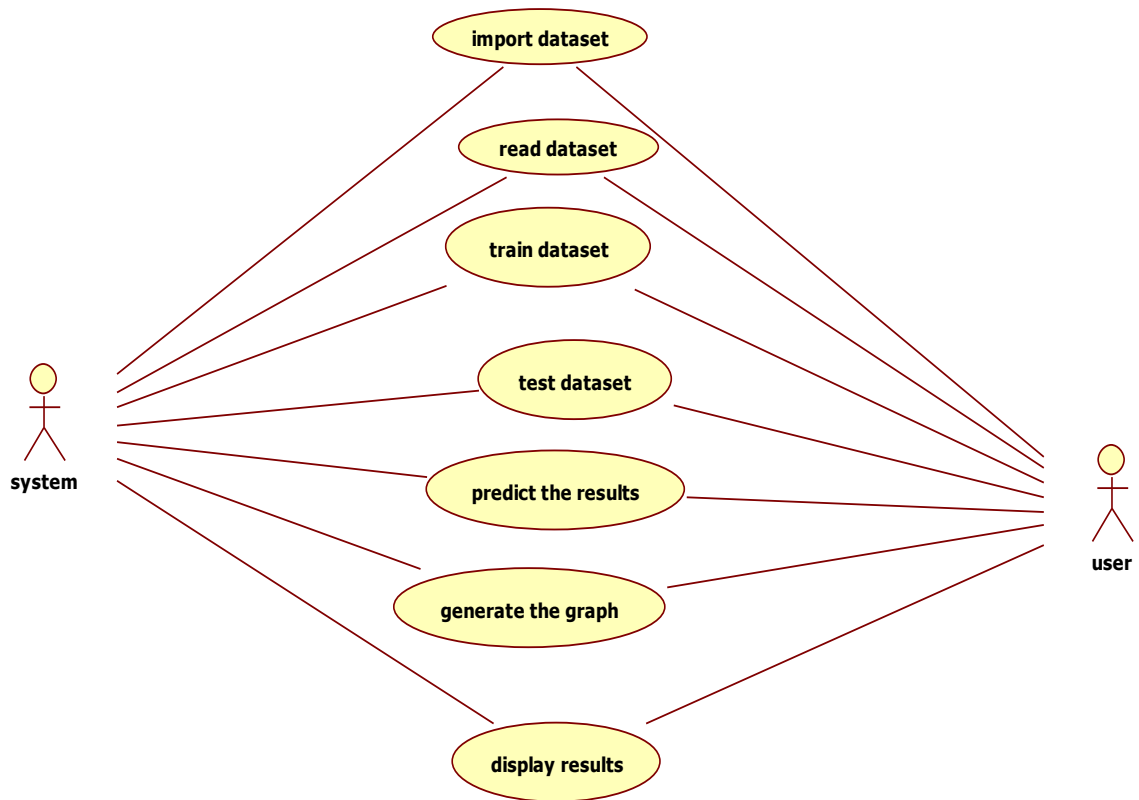 import dataset
read dataset
train dataset
test dataset
system
predict the results
user
generate the graph
display results